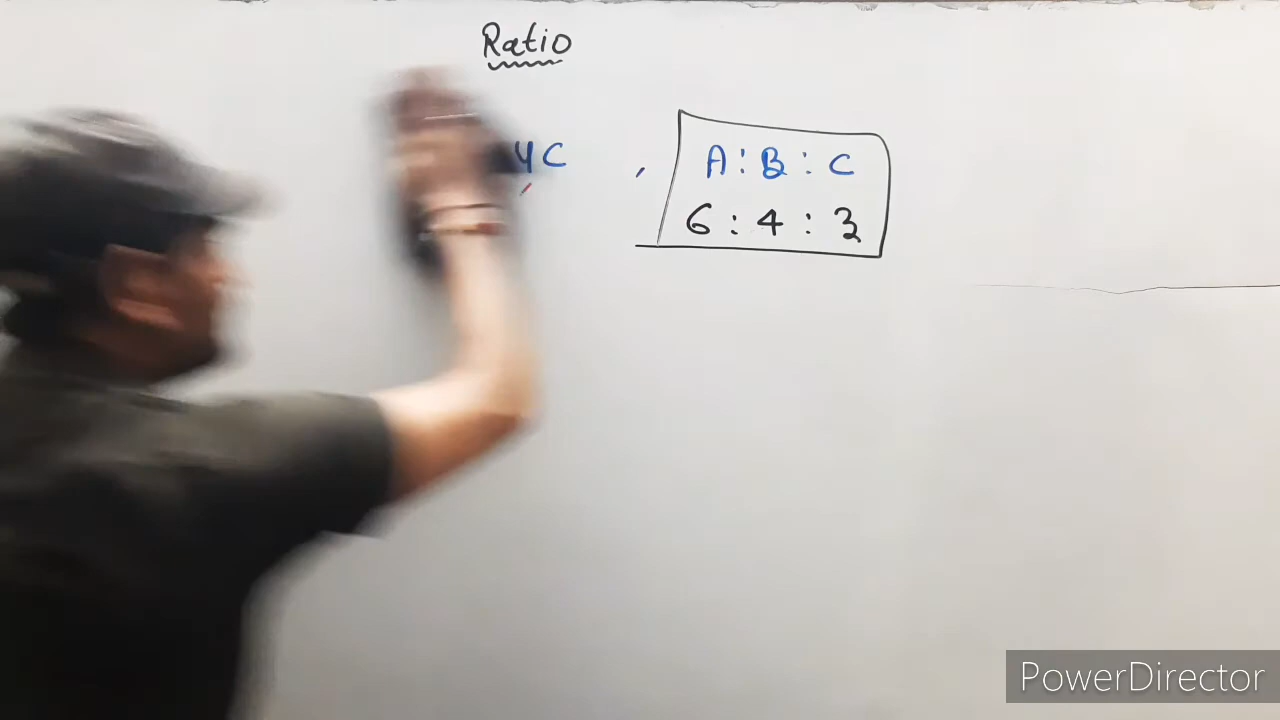 Ratio
4C , A : B : C
6 : 4 : 3
PowerDirector